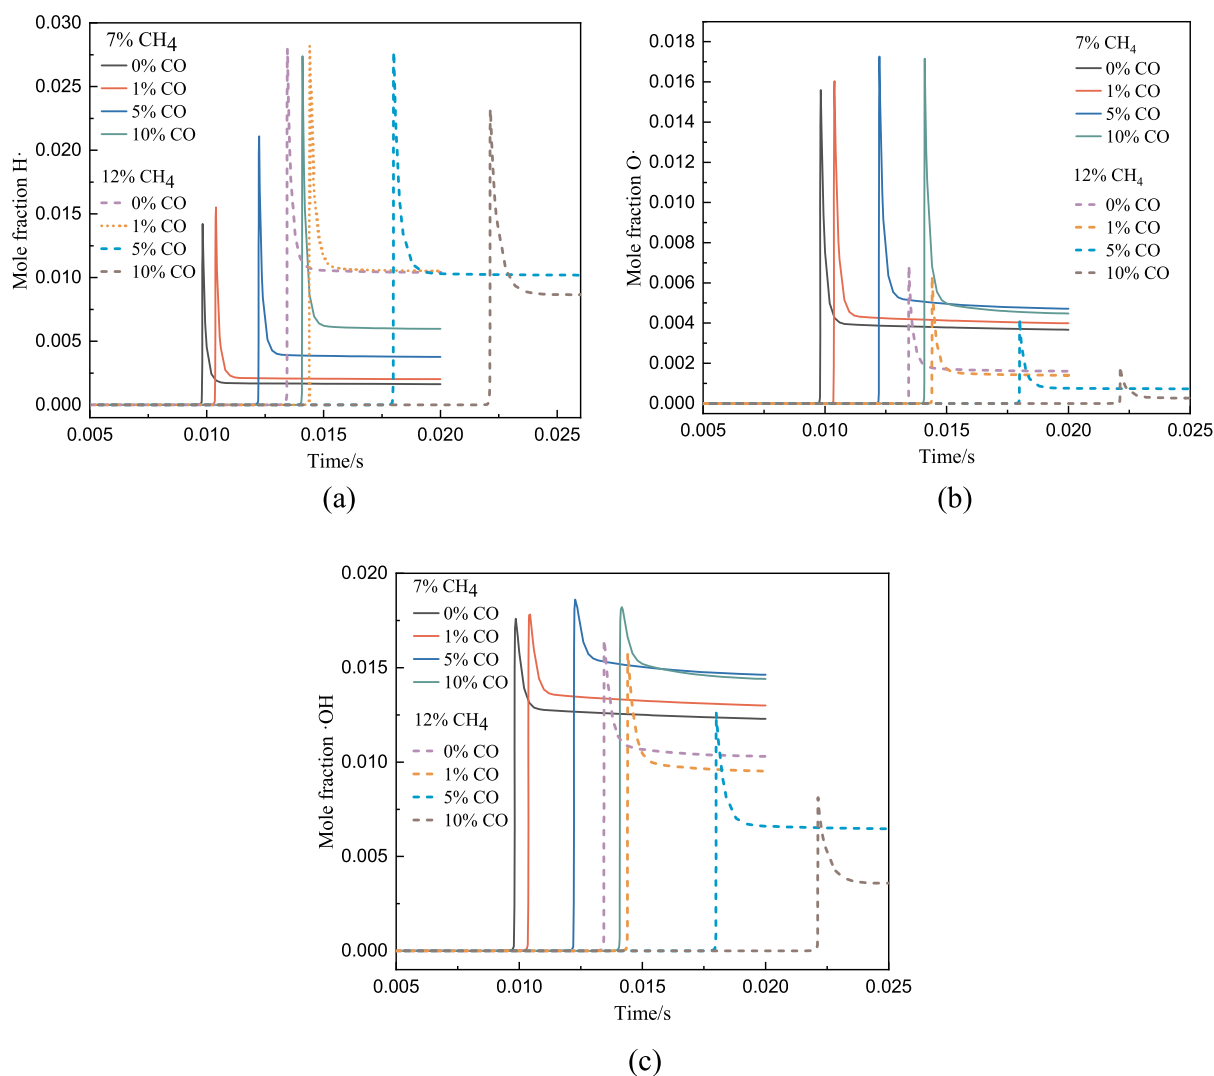 0.030
0.025
0.020
0.015
0.010
0.005
0.000
Mole fraction H·
7% CH4
0% CO
1% CO
5% CO
10% CO
12% CH4
0% CO
1% CO
5% CO
10% CO
0.005 0.010 0.015 0.020 0.025
Time/s
(a)
0.018
0.016
0.014
0.012
0.010
0.008
0.006
0.004
0.002
0.000
Mole fraction O·
7% CH4
0% CO
1% CO
5% CO
10% CO
12% CH4
0% CO
1% CO
5% CO
10% CO
0.005 0.010 0.015 0.020 0.025
Time/s
(b)
0.020
0.015
0.010
0.005
0.000
Mole fraction ·OH
7% CH4
0% CO
1% CO
5% CO
10% CO
12% CH4
0% CO
1% CO
5% CO
10% CO
0.005 0.010 0.015 0.020 0.025
Time/s
(c)